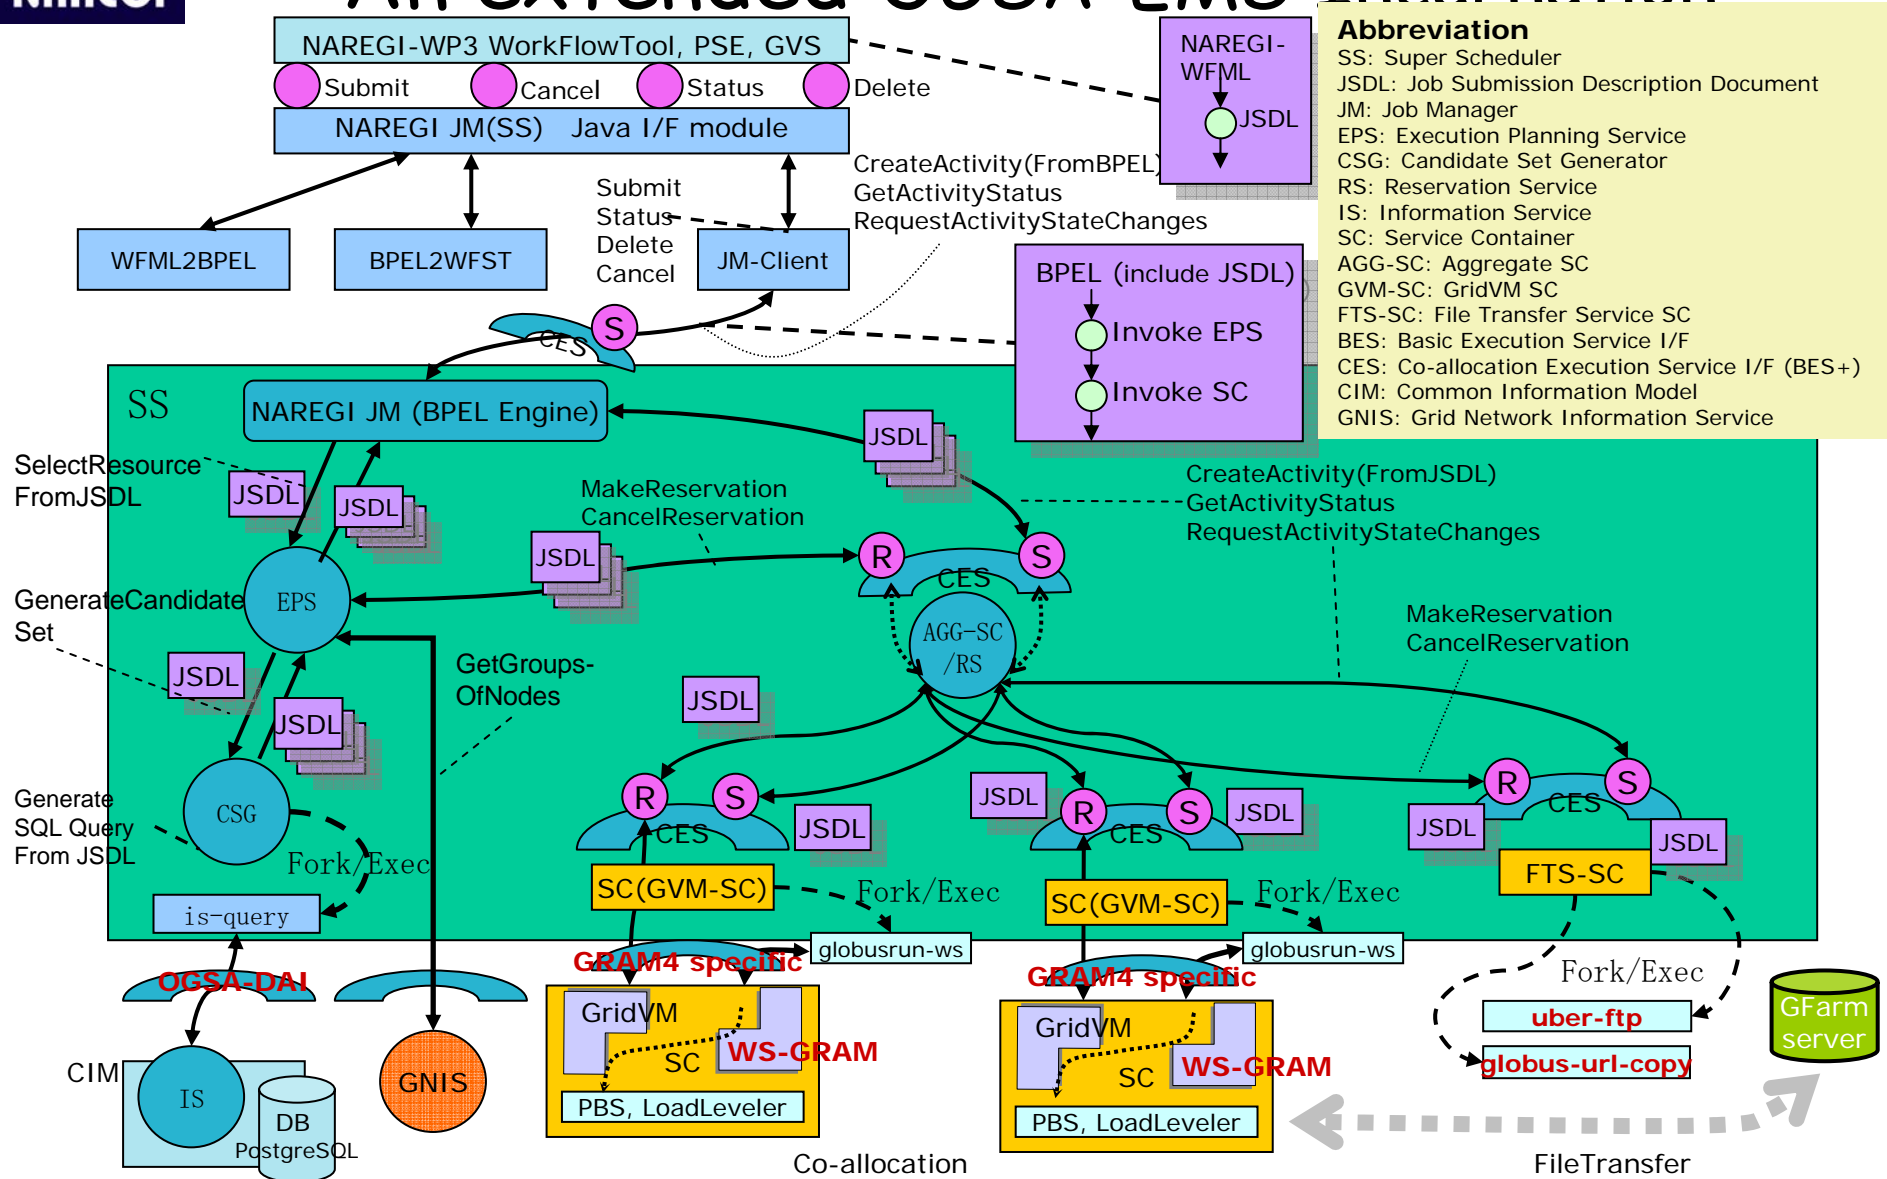 NAREGI-WP3 WorkFlowTool, PSE, GVS
Submit
Cancel
Status
Delete
NAREGI JM(SS) Java I/F module
WFML2BPEL
BPEL2WFST
JM-Client
Submit
Status
Delete
Cancel
CreateActivity(FromBPEL)
GetActivityStatus
RequestActivityStateChanges
NAREGI-
WFML
JSDL
Abbreviation
SS: Super Scheduler
JSDL: Job Submission Description Document
JM: Job Manager
EPS: Execution Planning Service
CSG: Candidate Set Generator
RS: Reservation Service
IS: Information Service
SC: Service Container
AGG-SC: Aggregate SC
GVM-SC: GridVM SC
FTS-SC: File Transfer Service SC
BES: Basic Execution Service I/F
CES: Co-allocation Execution Service I/F (BES+)
CIM: Common Information Model
GNIS: Grid Network Information Service
BPEL (include JSDL)
Invoke EPS
Invoke SC
CES
S
SS
NAREGI JM (BPEL Engine)
JSDL
SelectResource
FromJSDL
JSDL
JSDL
MakeReservation
CancelReservation
CreateActivity(FromJSDL)
GetActivityStatus
RequestActivityStateChanges
JSDL
R
S
CES
EPS
GenerateCandidate
Set
AGG-SC
/RS
MakeReservation
CancelReservation
JSDL
JSDL
GetGroups-
OfNodes
JSDL
CSG
Generate
SQL Query
From JSDL
Fork/Exec
is-query
R
S
CES
JSDL
JSDL
R
S
CES
JSDL
R
S
CES
JSDL
JSDL
SC(GVM-SC)
Fork/Exec
SC(GVM-SC)
Fork/Exec
FTS-SC
globusrun-ws
globusrun-ws
OGSA-DAI
GRAM4 specific
GRAM4 specific
Fork/Exec
GridVM
SC
WS-GRAM
PBS, LoadLeveler
GridVM
SC
WS-GRAM
PBS, LoadLeveler
uber-ftp
globus-url-copy
GFarm
server
CIM
IS
DB
PostgreSQL
GNIS
Co-allocation
FileTransfer